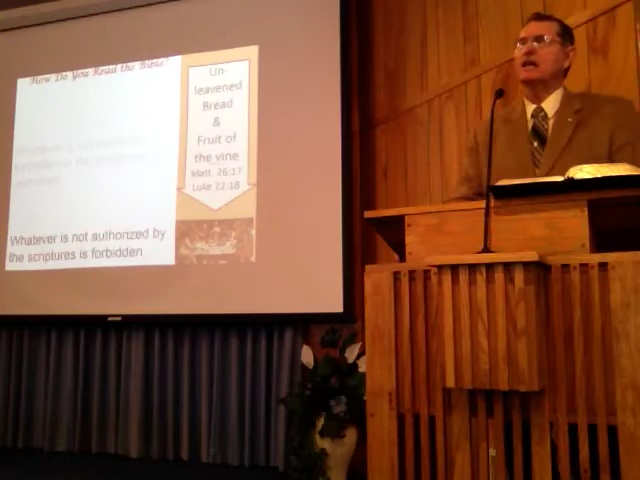 How Do You Read the Bible?
Whatever is not authorized by
the scriptures is forbidden
Un-
leavened
Bread
&
Fruit of
the vine
Matt. 26:17
Luke 22:18